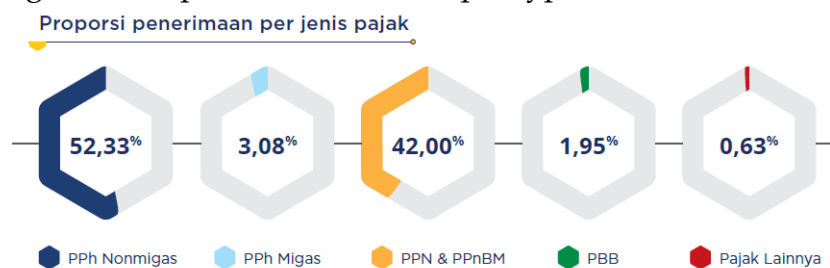 Proporsi penerimaan per jenis pajak
52,33%
3,08%
42,00%
1,95%
0,63%
PPh Nonmigas
PPh Migas
PPN & PPnBM
PBB
Pajak Lainnya